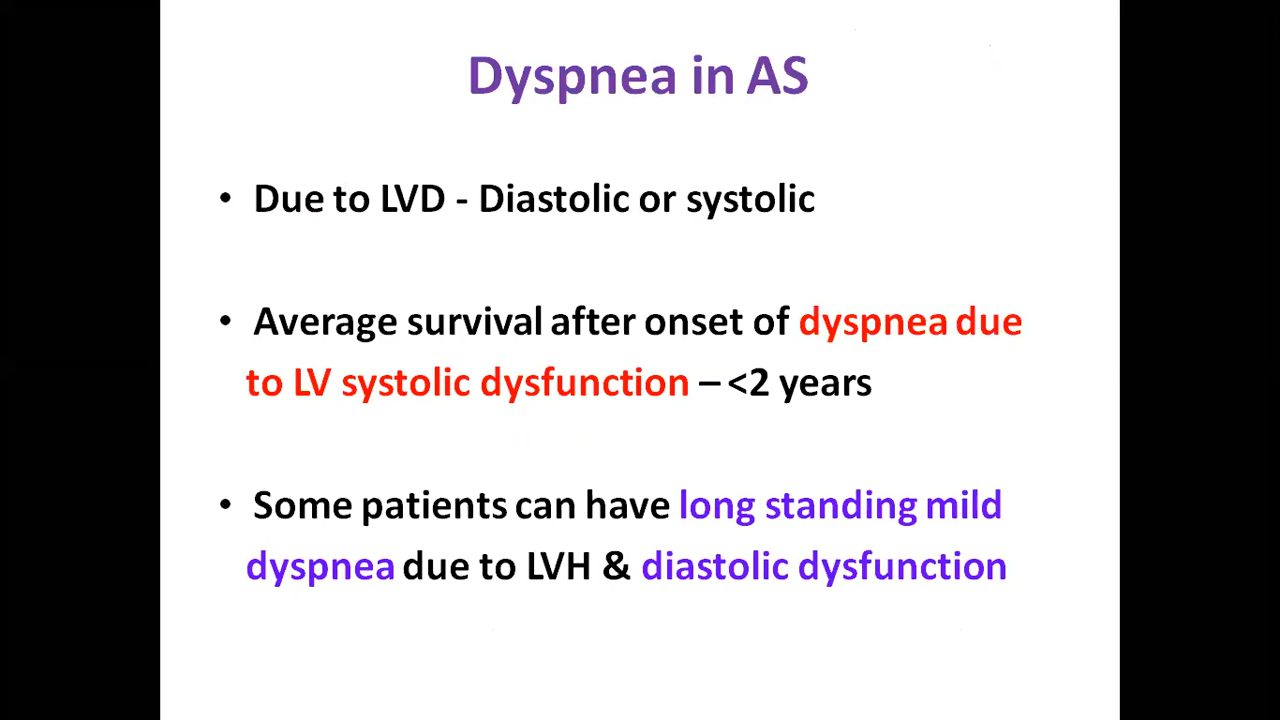 Dyspnea in AS
• Due to LVD - Diastolic or systolic
• Average survival after onset of dyspnea due
to LV systolic dysfunction – <2 years
• Some patients can have long standing mild
dyspnea due to LVH & diastolic dysfunction